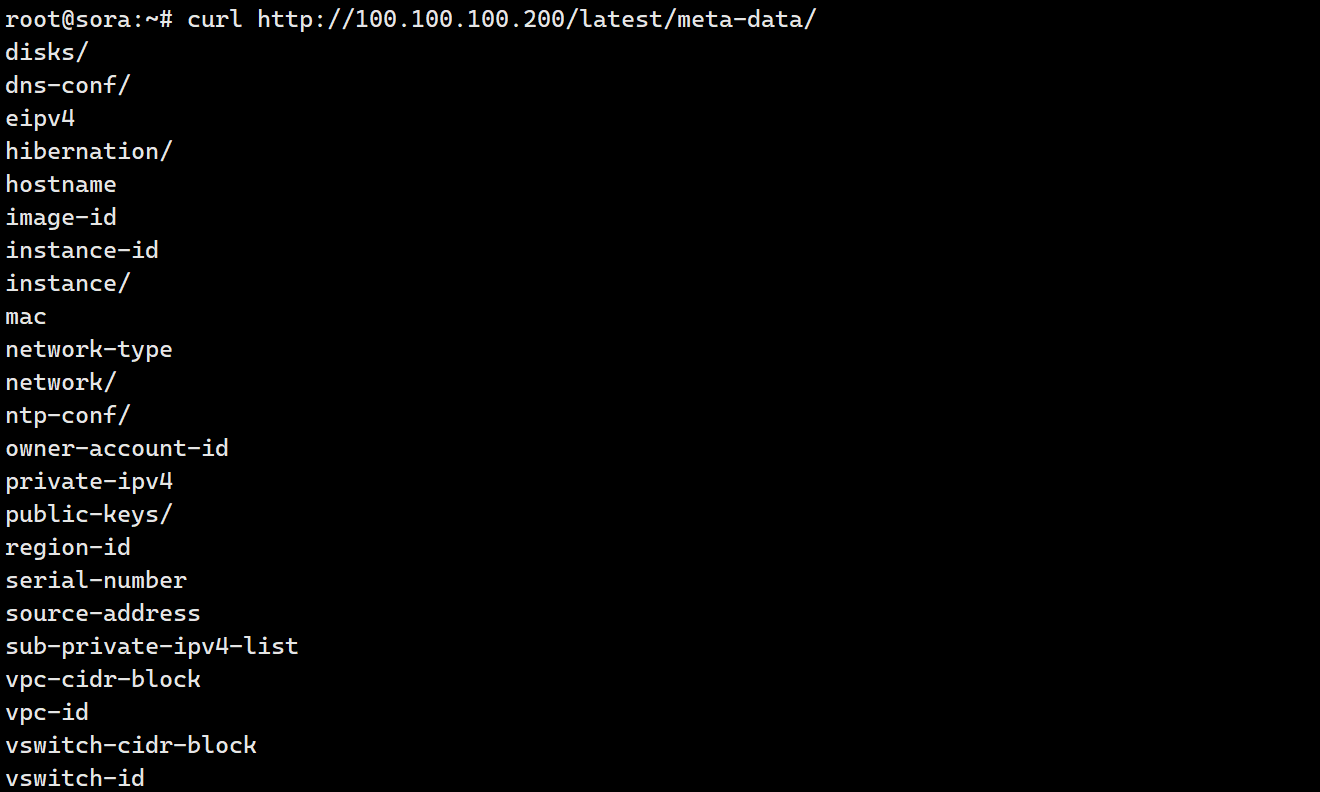 root@sora:~# curl http://100.100.100.200/latest/meta-data/
disks/
dns-conf/
eipv4
hibernation/
hostname
image-id
instance-id
instance/
mac
network-type
network/
ntp-conf/
owner-account-id
private-ipv4
public-keys/
region-id
serial-number
source-address
sub-private-ipv4-list
vpc-cidr-block
vpc-id
vswitch-cidr-block
vswitch-id